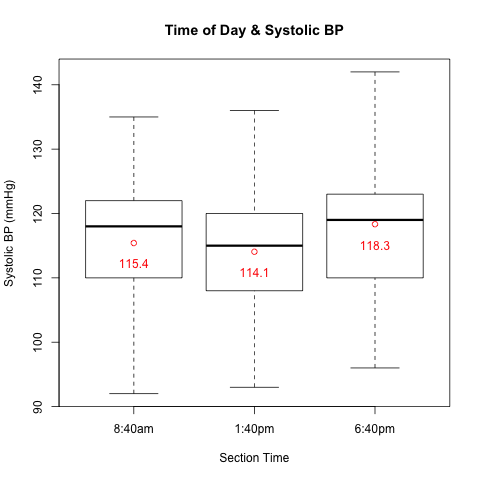 Time of Day & Systolic BP
Systolic BP (mmHg)
140
130
120
110
100
90
115.4
114.1
118.3
8:40am
1:40pm
6:40pm
Section Time